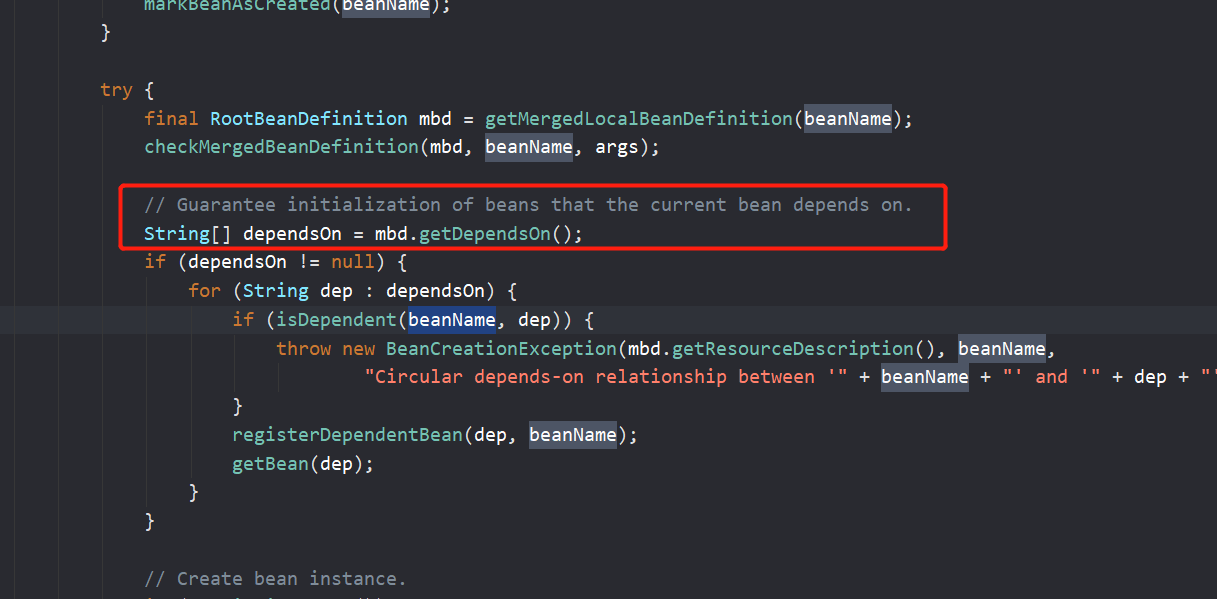 markBeanAsCreated(beanName);
}
try {
final RootBeanDefinition mbd = getMergedLocalBeanDefinition(beanName);
checkMergedBeanDefinition(mbd, beanName, args);
// Guarantee initialization of beans that the current bean depends on.
String[] dependsOn = mbd.getDependsOn();
if (dependsOn != null) {
for (String dep : dependsOn) {
if (isDependent(beanName, dep)) {
throw new BeanCreationException(mbd.getResourceDescription(), beanName,
"Circular depends-on relationship between '" + beanName + "' and '" + dep + "'
}
registerDependentBean(dep, beanName);
getBean(dep);
}
}
// Create bean instance.